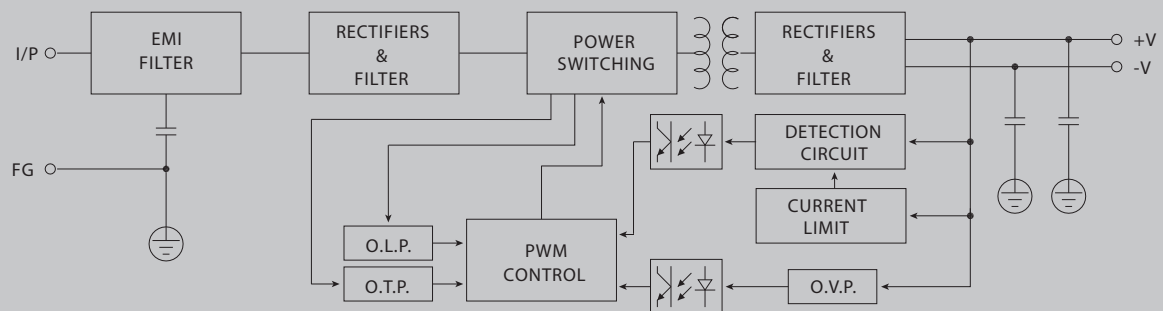 I/P
EMI
FILTER
RECTIFIERS
&
FILTER
POWER
SWITCHING
RECTIFIERS
&
FILTER
+V
-V
FG
DETECTION
CIRCUIT
CURRENT
LIMIT
O.L.P.
O.T.P.
PWM
CONTROL
O.V.P.